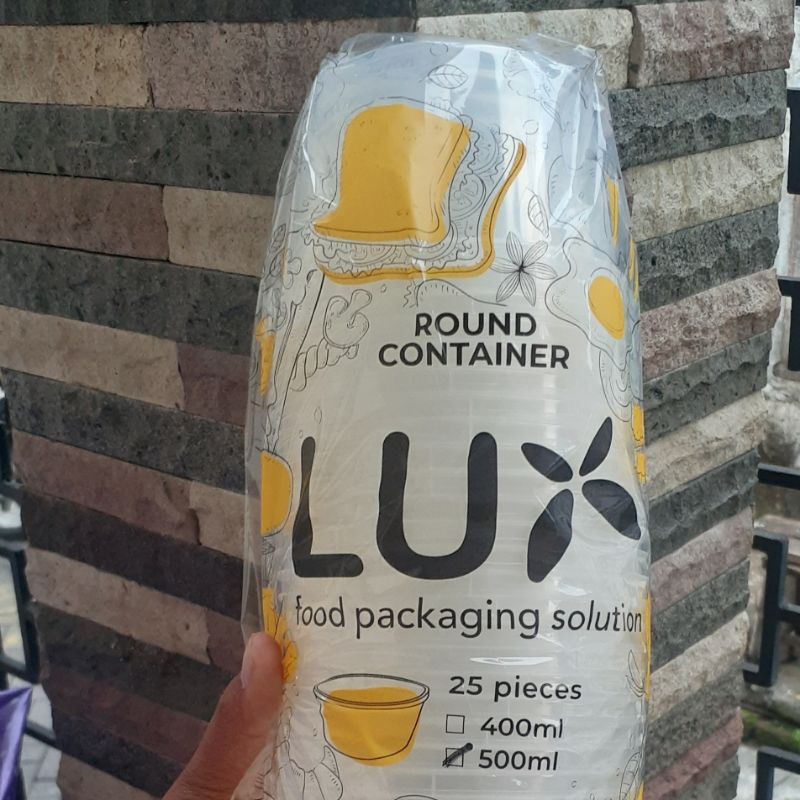 ROUND
CONTAINER
LUX
food packaging solution
25 pieces
400ml
500ml